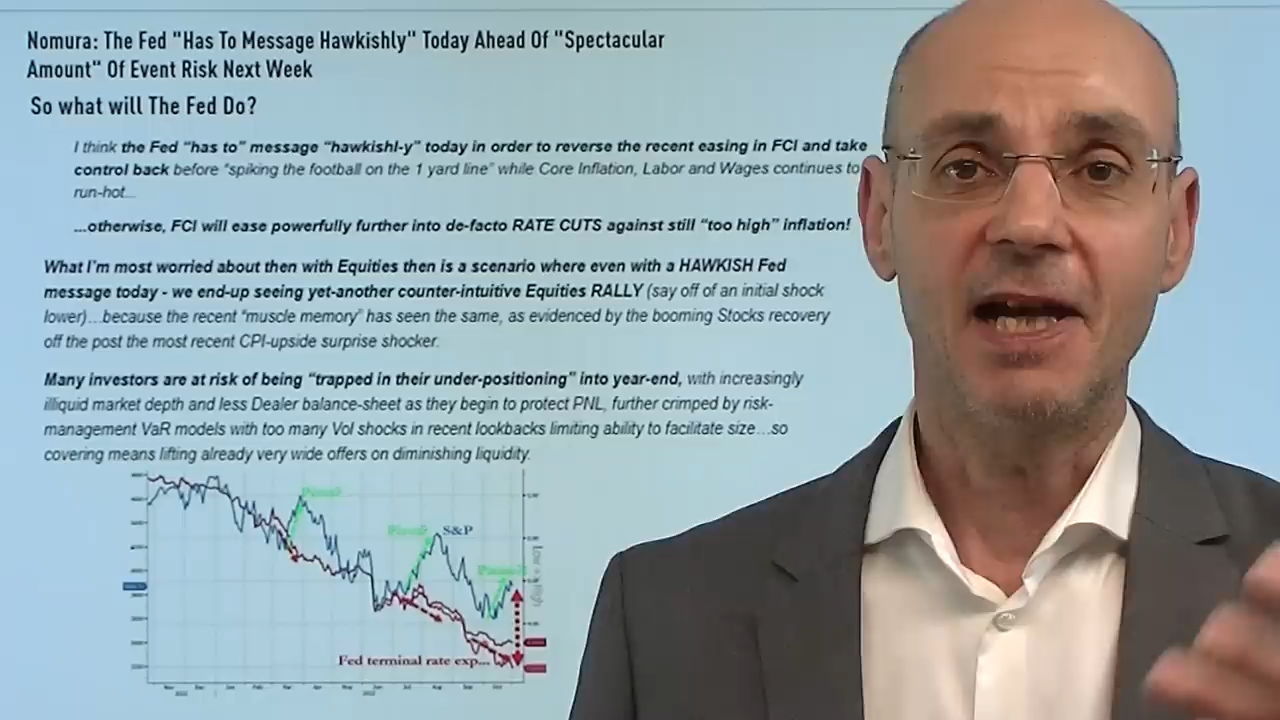 Nomura: The Fed "Has To Message Hawkishly" Today Ahead Of "Spectacular
Amount" Of Event Risk Next Week
So what will The Fed Do?
I think the Fed “has to” message “hawkishl-y” today in order to reverse the recent easing in FCI and take
control back before “spiking the football on the 1 yard line” while Core Inflation, Labor and Wages continues to
run-hot...
...otherwise, FCI will ease powerfully further into de-facto RATE CUTS against still “too high” inflation!
What I’m most worried about then with Equities then is a scenario where even with a HAWKISH Fed
message today - we end-up seeing yet-another counter-intuitive Equities RALLY (say off of an initial shock
lower)...because the recent “muscle memory” has seen the same, as evidenced by the booming Stocks recovery
off the post the most recent CPI-upside surprise shocker.
Many investors are at risk of being “trapped in their under-positioning” into year-end, with increasingly
illiquid market depth and less Dealer balance-sheet as they begin to protect PNL, further crimped by risk-
management VaR models with too many Vol shocks in recent lookbacks limiting ability to facilitate size...so
covering means lifting already very wide offers on diminishing liquidity.
S&P
Fed terminal rate exp...